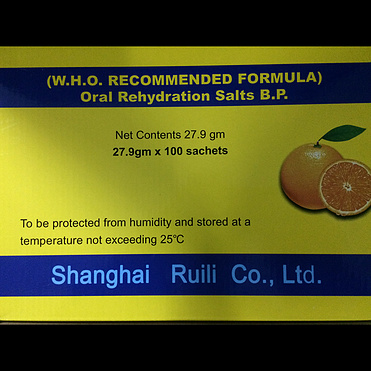 (W.H.O. RECOMMENDED FORMULA)
Oral Rehydration Salts B.P.
Net Contents 27.9 gm
27.9gm x 100 sachets
To be protected from humidity and stored at a
temperature not exceeding 25℃
Shanghai Ruili Co., Ltd.